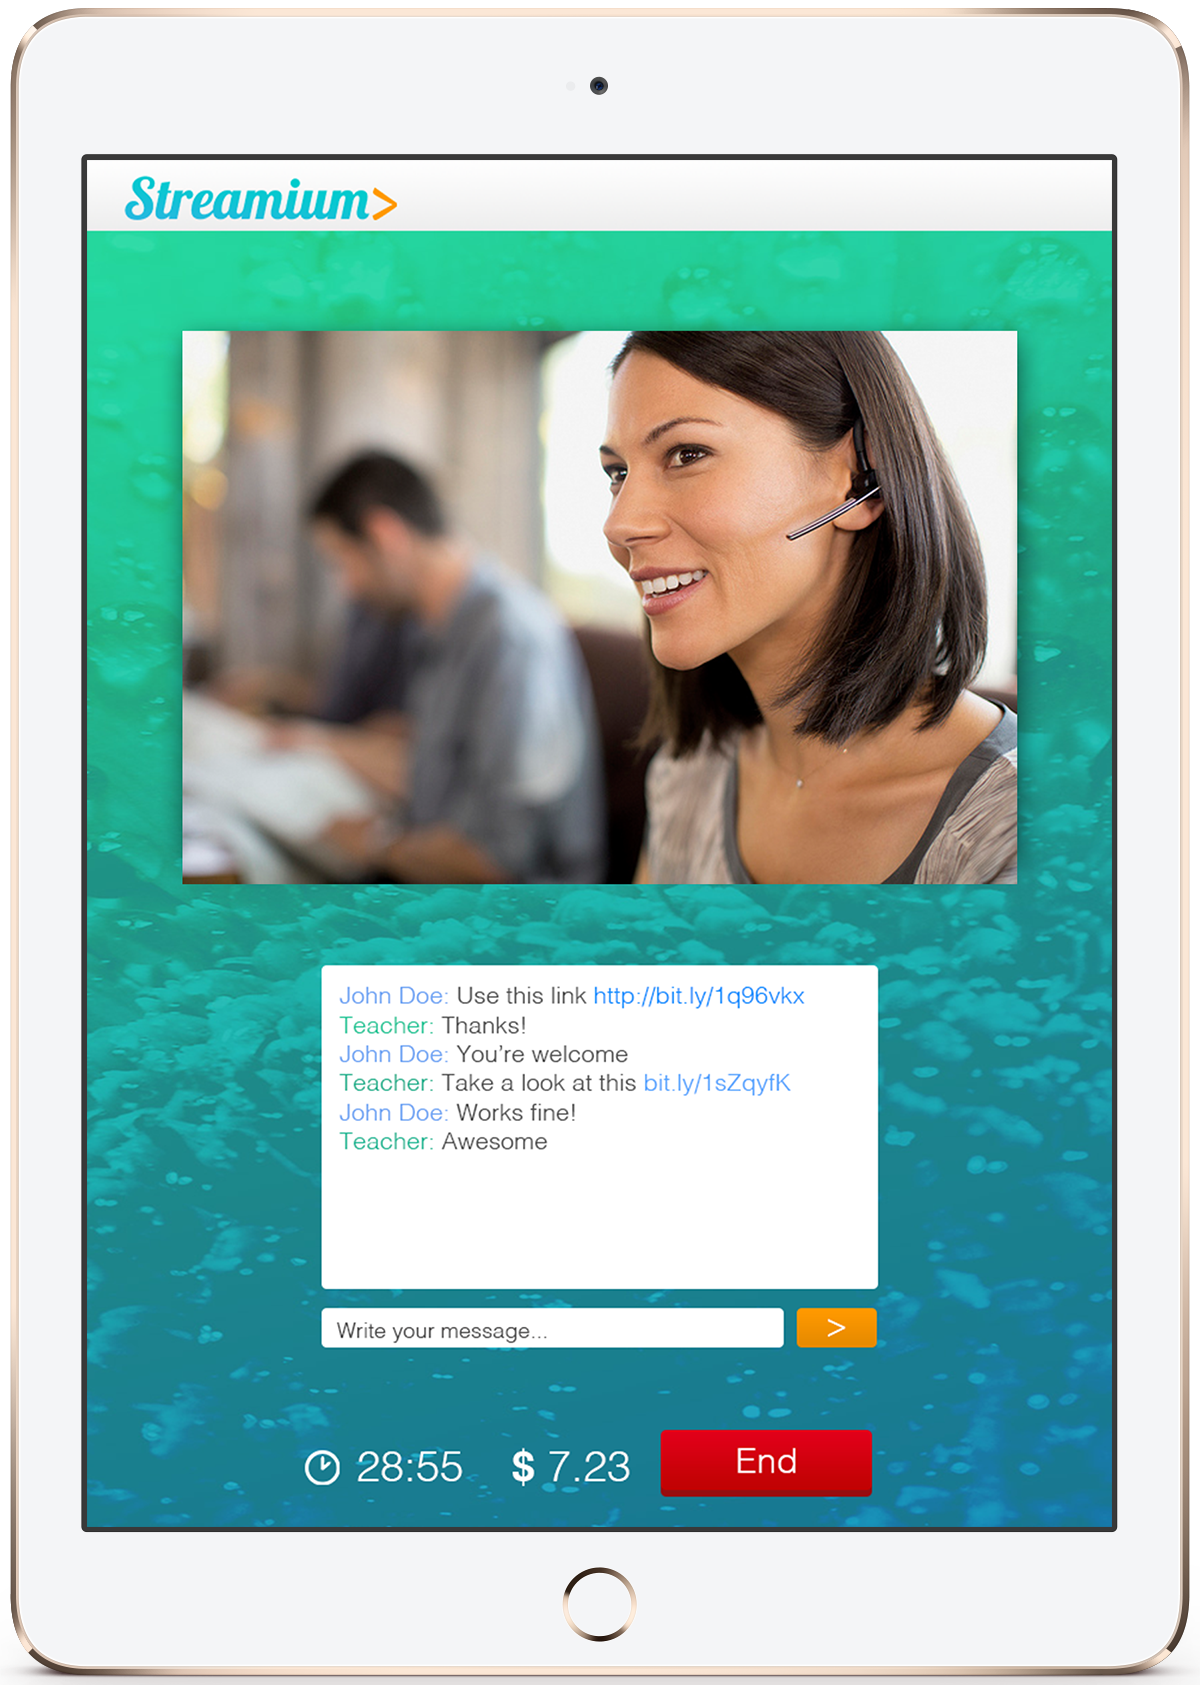 Streamium>
John Doe: Use this link http://bit.ly/1q96vkx
Teacher: Thanks!
John Doe: You're welcome
Teacher: Take a look at this bit.ly/1sZqyfK
John Doe: Works fine!
Teacher: Awesome
Write your message...
>
28:55 $ 7.23 End